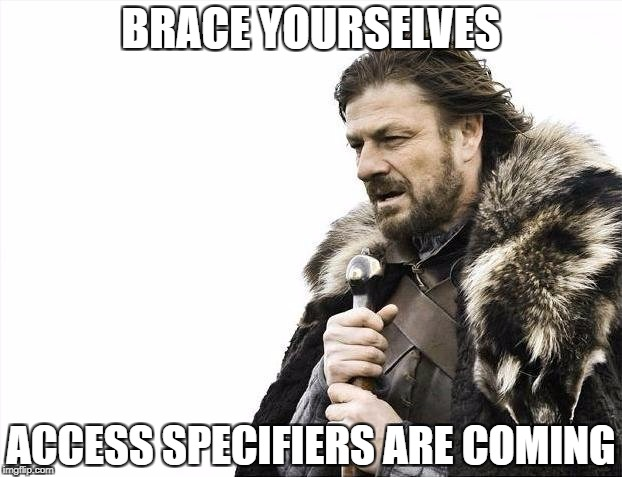 BRACE YOURSELVES
ACCESS SPECIFIERS ARE COMING
imgflip.com